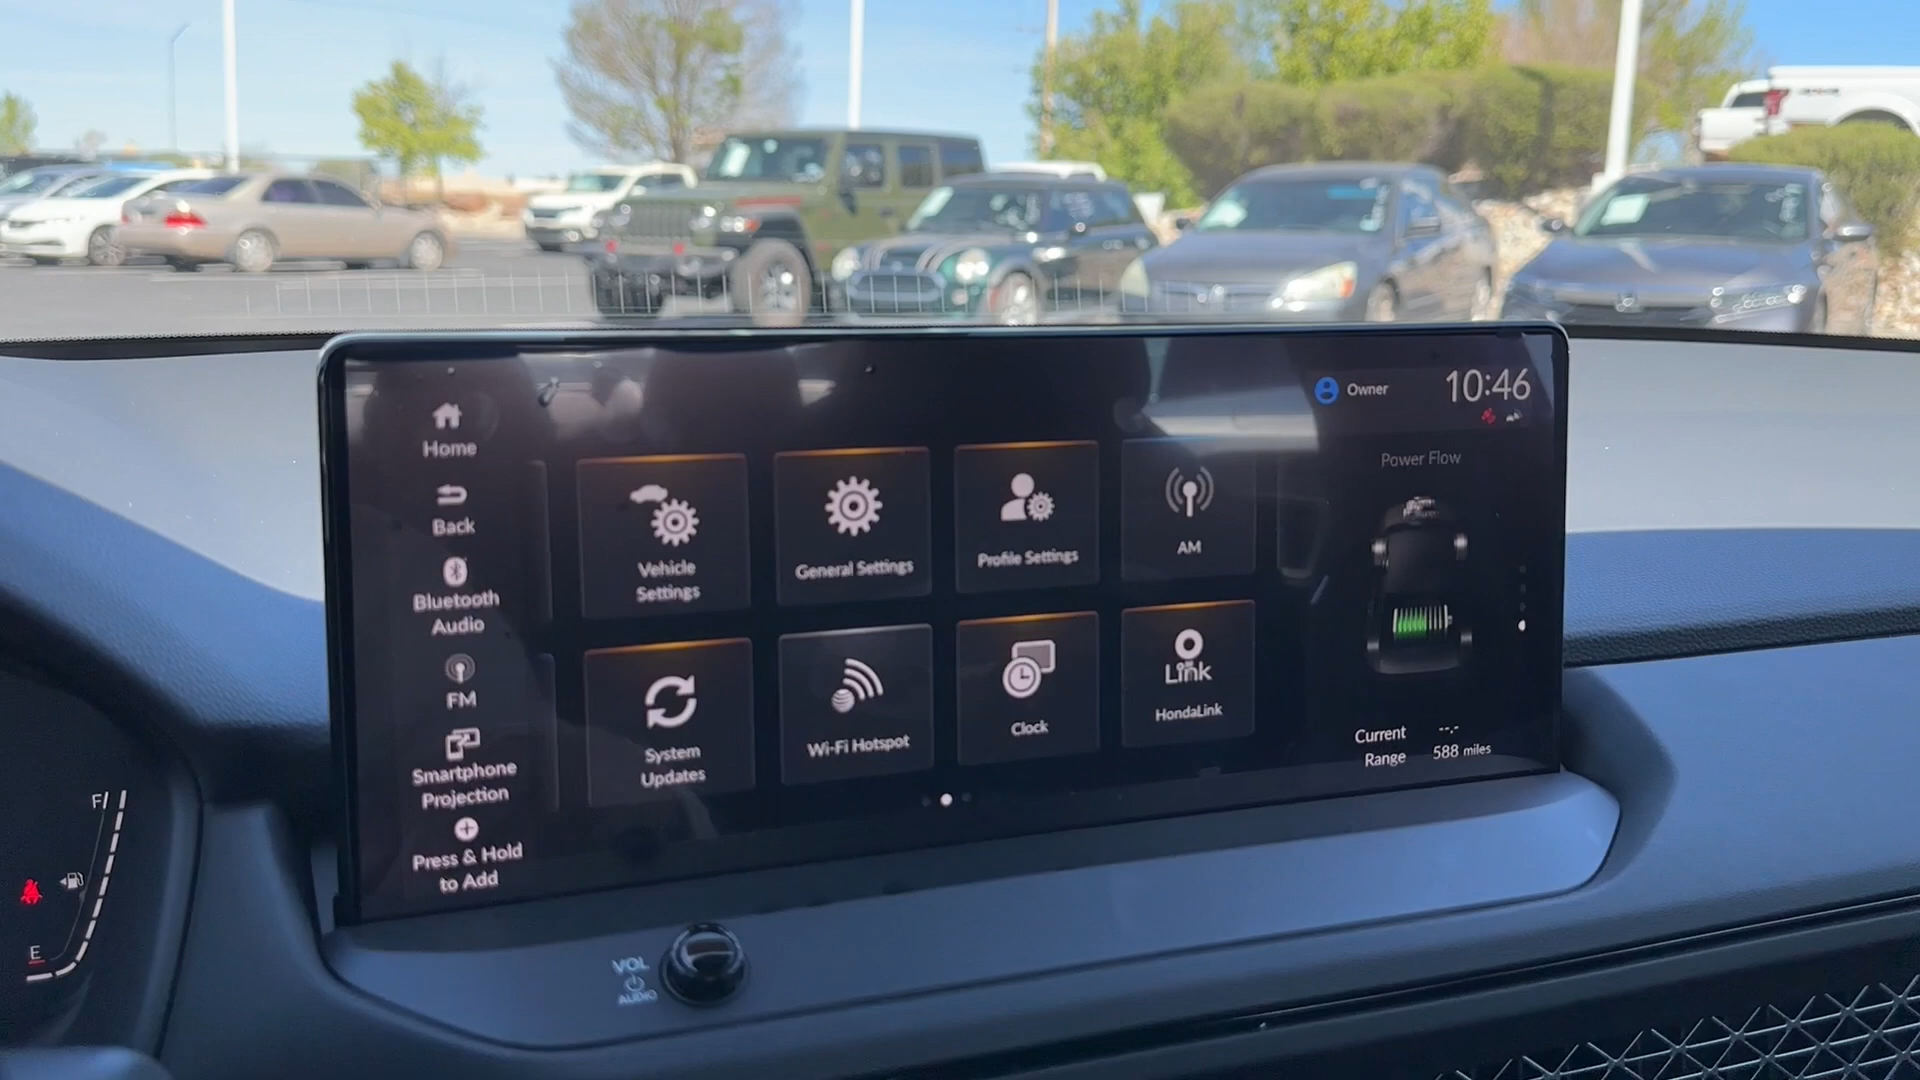 Home
Back
Bluetooth
Audio
FM
Smartphone
Projection
Press & Hold
to Add
Vehicle
Settings
General Settings
Profile Settings
AM
System
Updates
Wi-Fi Hotspot
Clock
Link
HondaLink
Owner
10:46
Power Flow
Current --.-
Range 588 miles
F
E
VOL
AUDIO